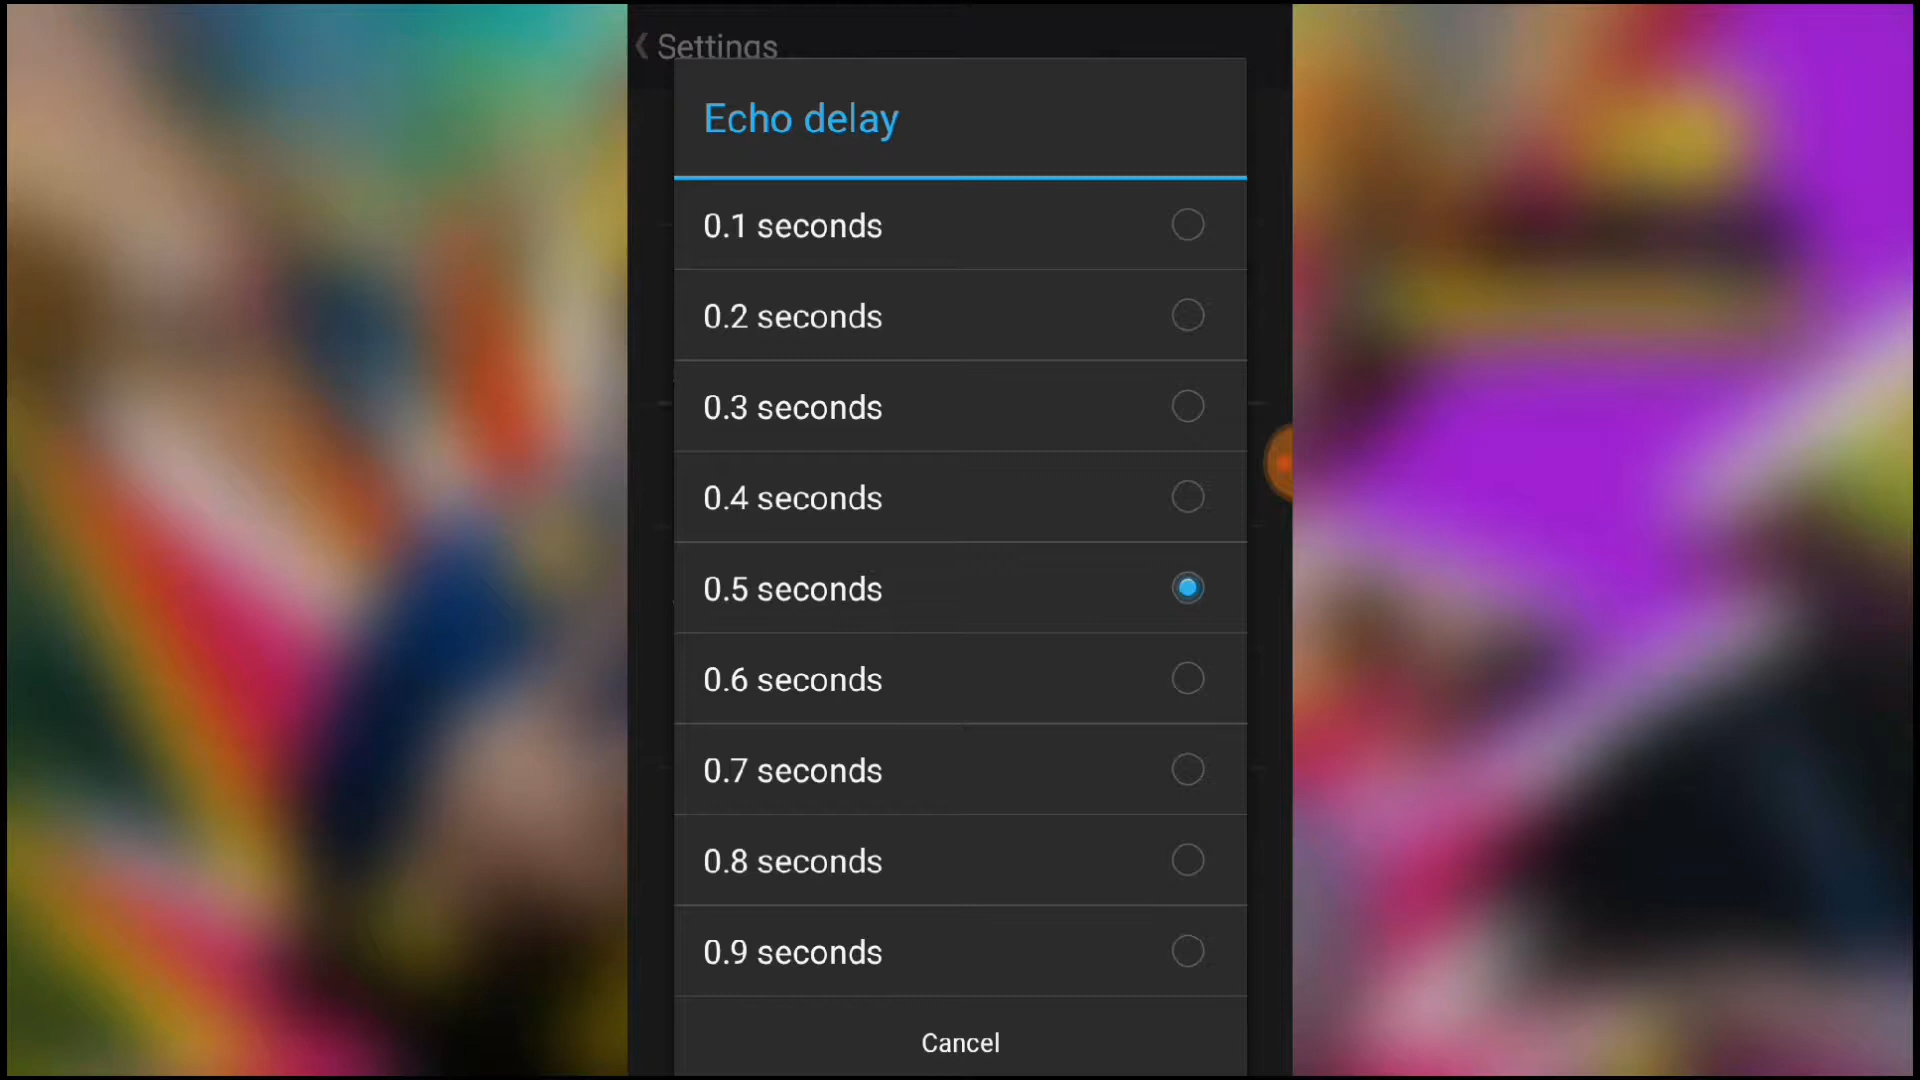 Settings
Echo delay
0.1 seconds
0.2 seconds
0.3 seconds
0.4 seconds
0.5 seconds
0.6 seconds
0.7 seconds
0.8 seconds
0.9 seconds
Cancel